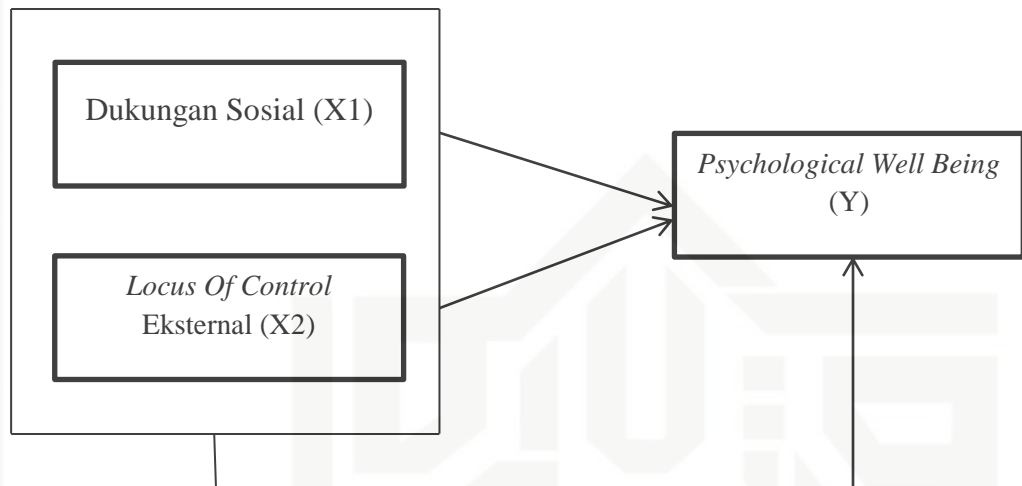 Dukungan Sosial (X1)
Psychological Well Being
(Y)
Locus Of Control
Eksternal (X2)